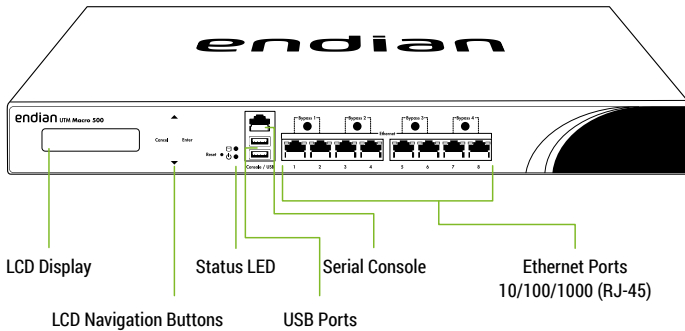 endian
endian UTM Macro 500
Cancel Enter
Reset
Console / USB
Bypass 1 Bypass 2 Bypass 3 Bypass 4
Ethernet
1 2 3 4 5 6 7 8
LCD Display
Status LED
Serial Console
Ethernet Ports
10/100/1000 (RJ-45)
LCD Navigation Buttons
USB Ports